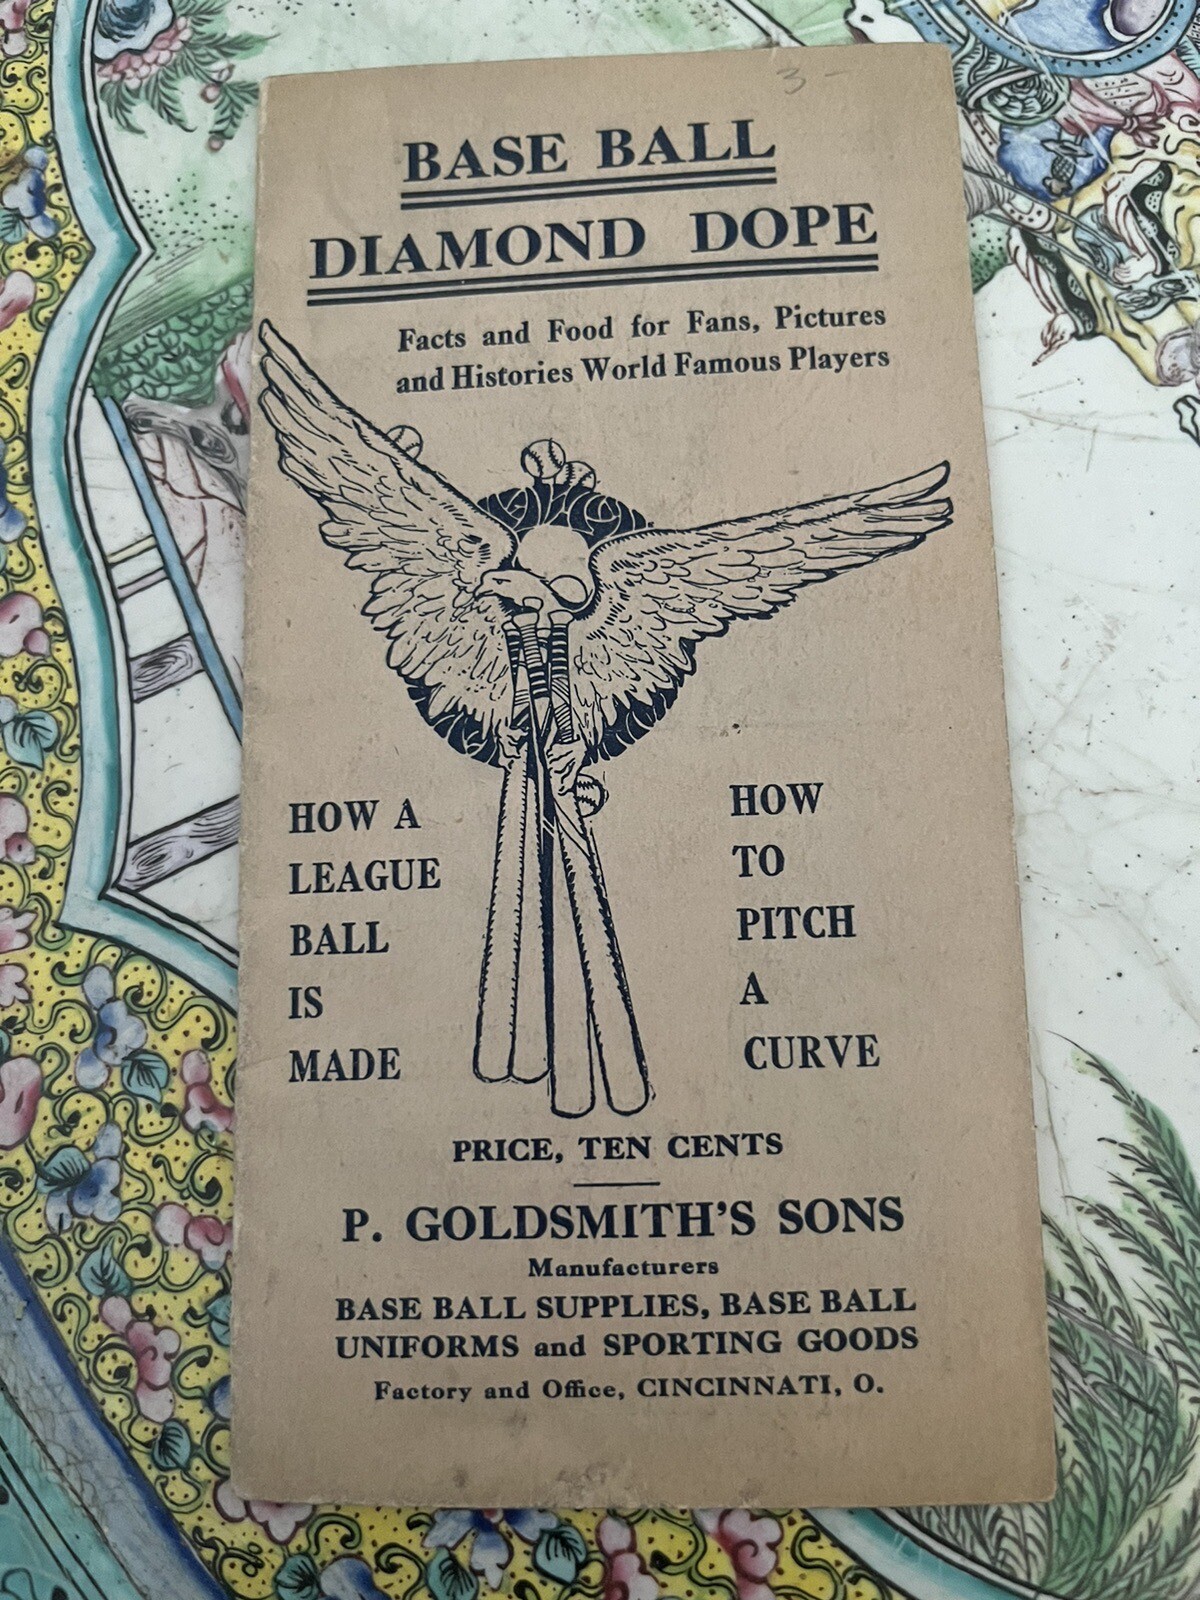 3-
BASE BALL
DIAMOND DOPE
Facts and Food for Fans, Pictures
and Histories World Famous Players
HOW A
LEAGUE
BALL
IS
MADE
HOW
TO
PITCH
A
CURVE
PRICE, TEN CENTS
P. GOLDSMITH'S SONS
Manufacturers
BASE BALL SUPPLIES, BASE BALL
UNIFORMS and SPORTING GOODS
Factory and Office, CINCINNATI, O.